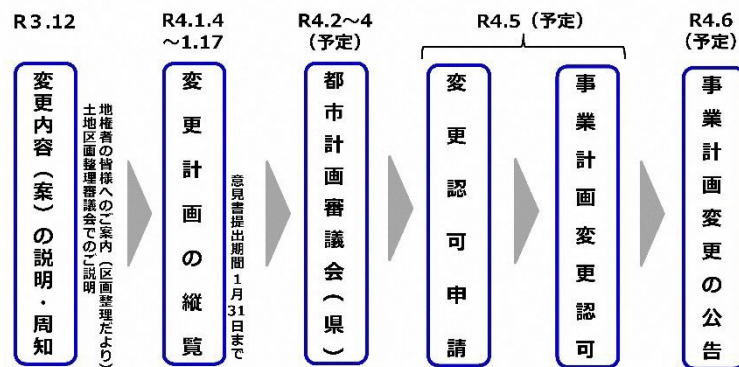 R3.12
変更内容（案）の説明・周知
地権者の皆様へのご案内（区画整理だより）
土地区画整理審議会でのご説明
R4.1.4
～1.17
変更計画の縦覧
意見書提出期間1月31日まで
R4.2～4
(予定)
都市計画審議会（県）
R4.5（予定）
変更認可申請
事業計画変更認可
R4.6
(予定)
事業計画変更の公告